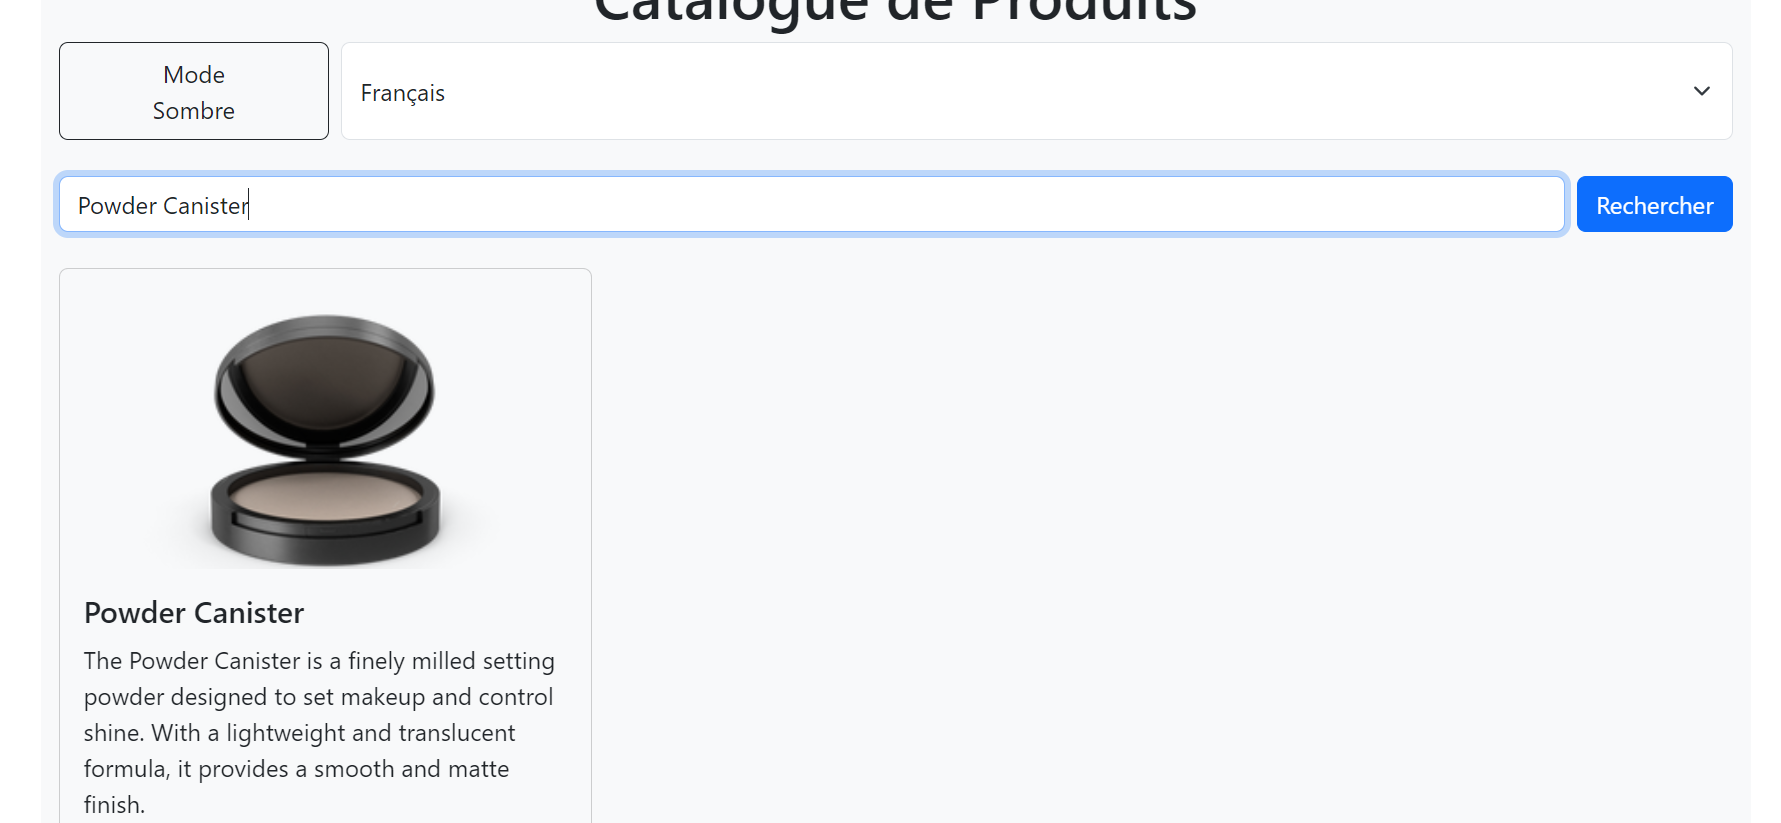 Catalogue de Produits
Mode
Sombre
Français
Powder Canister
Rechercher
Powder Canister
The Powder Canister is a finely milled setting
powder designed to set makeup and control
shine. With a lightweight and translucent
formula, it provides a smooth and matte
finish.